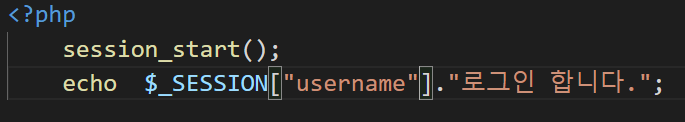 <?php
session_start();
echo  $_SESSION["username"]."로그인 합니다.";